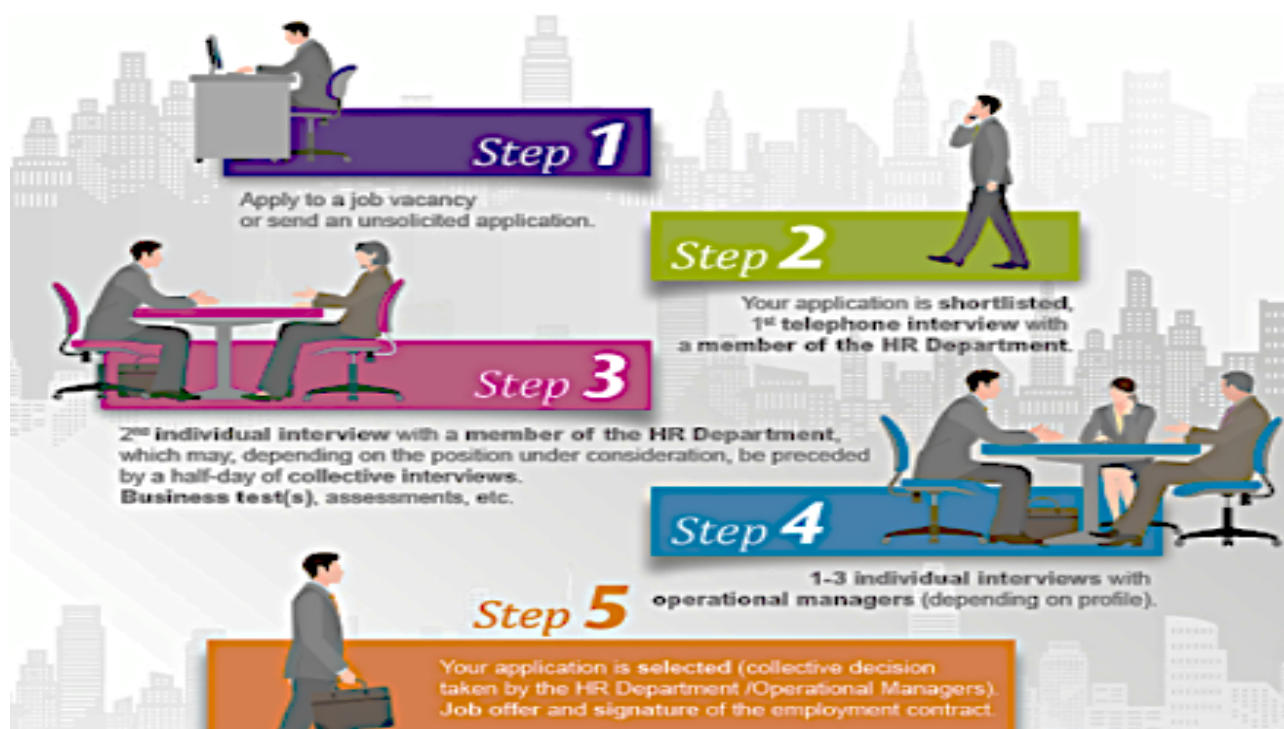 Step 1
Apply to a job vacancy
or send an unsolicited application.
Step 2
Your application is shortlisted,
1st telephone interview with
a member of the HR Department.
Step 3
2nd individual interview with a member of the HR Department,
which may, depending on the position under consideration, be preceded
by a half-day of collective interviews.
Business test(s), assessments, etc.
Step 4
1-3 individual interviews with
operational managers (depending on profile).
Step 5
Your application is selected (collective decision
taken by the HR Department /Operational Managers).
Job offer and signature of the employment contract.